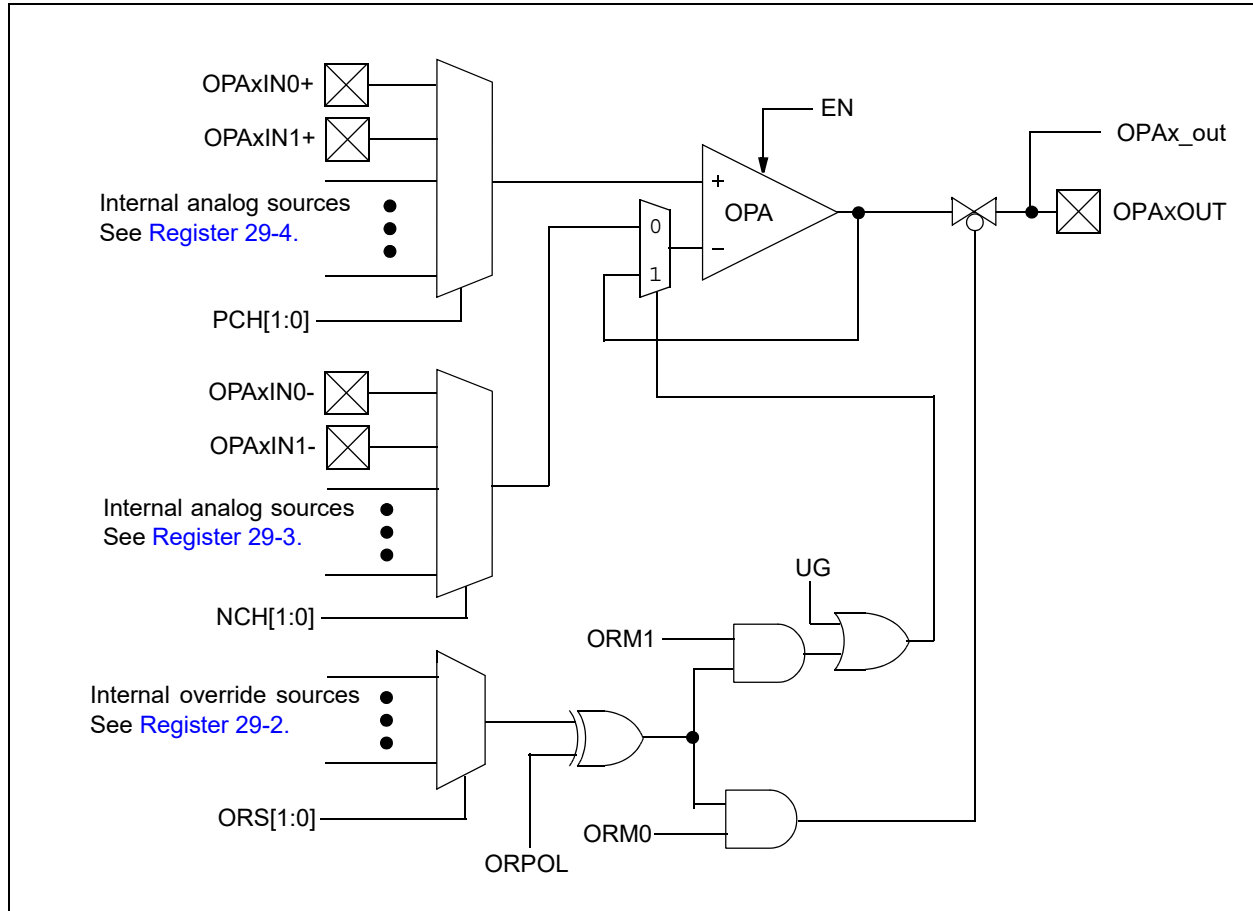 OPAxIN0+
OPAxIN1+
Internal analog sources
See Register 29-4.
PCH[1:0]
EN
+
OPA
−
0
1
OPAx_out
OPAxOUT
OPAxIN0-
OPAxIN1-
Internal analog sources
See Register 29-3.
NCH[1:0]
UG
ORM1
Internal override sources
See Register 29-2.
ORS[1:0]
ORPOL
ORM0